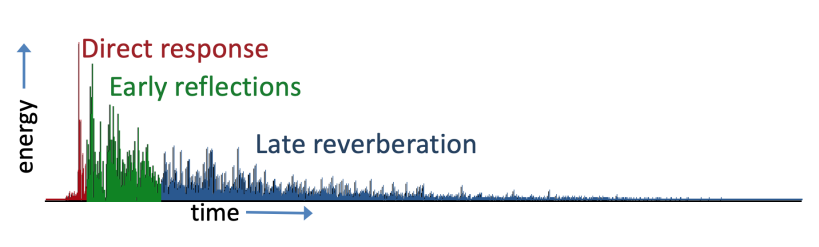 Direct response
Early reflections
Late reverberation
energy
time